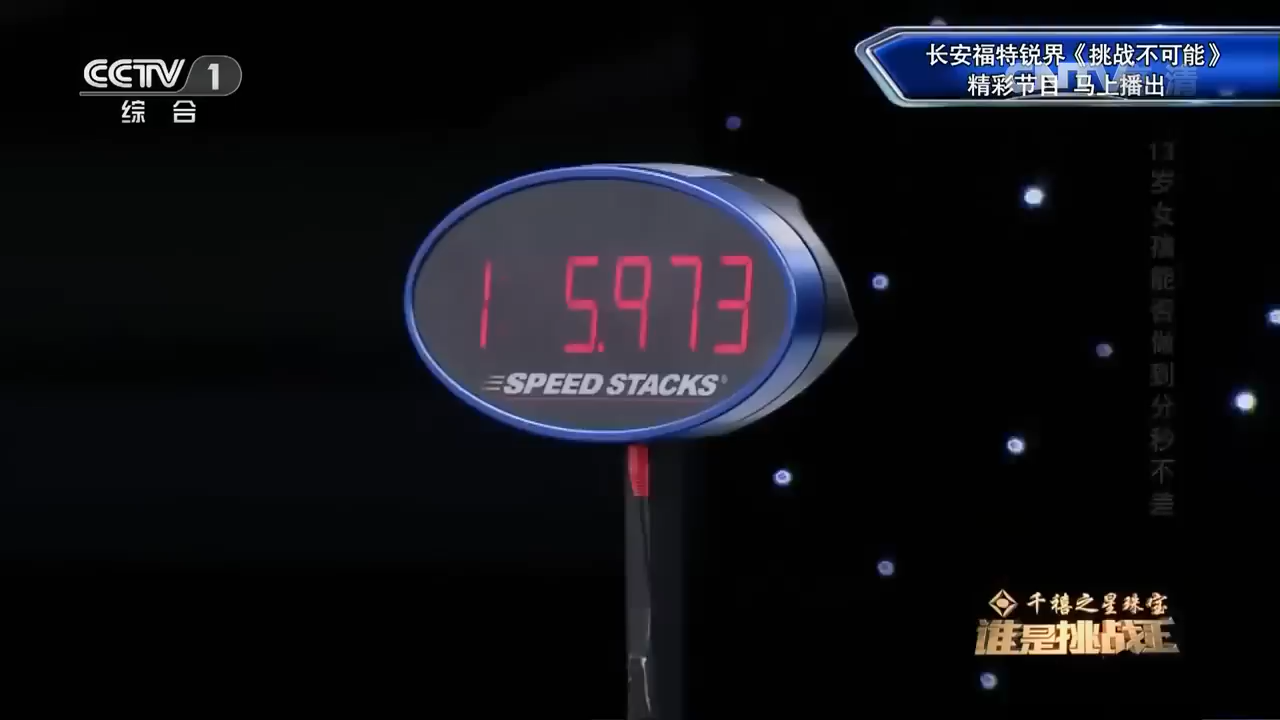 CCTV 1
综合
长安福特锐界《挑战不可能》
精彩节目 马上播出
1 5.973
SPEED STACKS
13岁女孩能否做到分秒不差
千禧之星珠宝
谁是挑战王